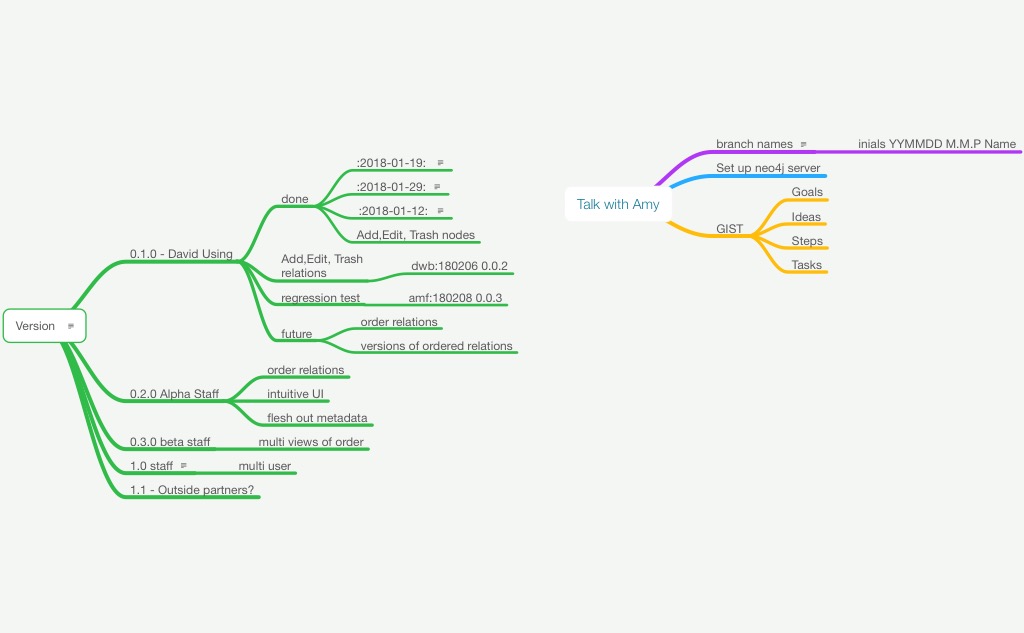 Version
0.1.0 - David Using
done
:2018-01-19:
:2018-01-29:
:2018-01-12:
Add,Edit, Trash nodes
Add,Edit, Trash
relations
dwb:180206 0.0.2
regression test
amf:180208 0.0.3
future
order relations
versions of ordered relations
0.2.0 Alpha Staff
order relations
intuitive UI
flesh out metadata
0.3.0 beta staff
multi views of order
1.0 staff
multi user
1.1 - Outside partners?
Talk with Amy
branch names
inials YYMMDD M.M.P Name
Set up neo4j server
GIST
Goals
Ideas
Steps
Tasks